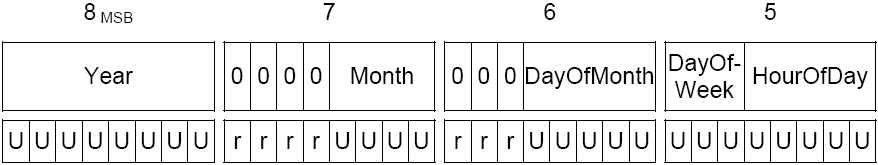 8 MSB 7 6 5
Year 0 0 0 0 Month 0 0 0 DayOfMonth DayOf-Week HourOfDay
U U U U U U U U r r r r U U U U r r r U U U U U U U U U U U U U